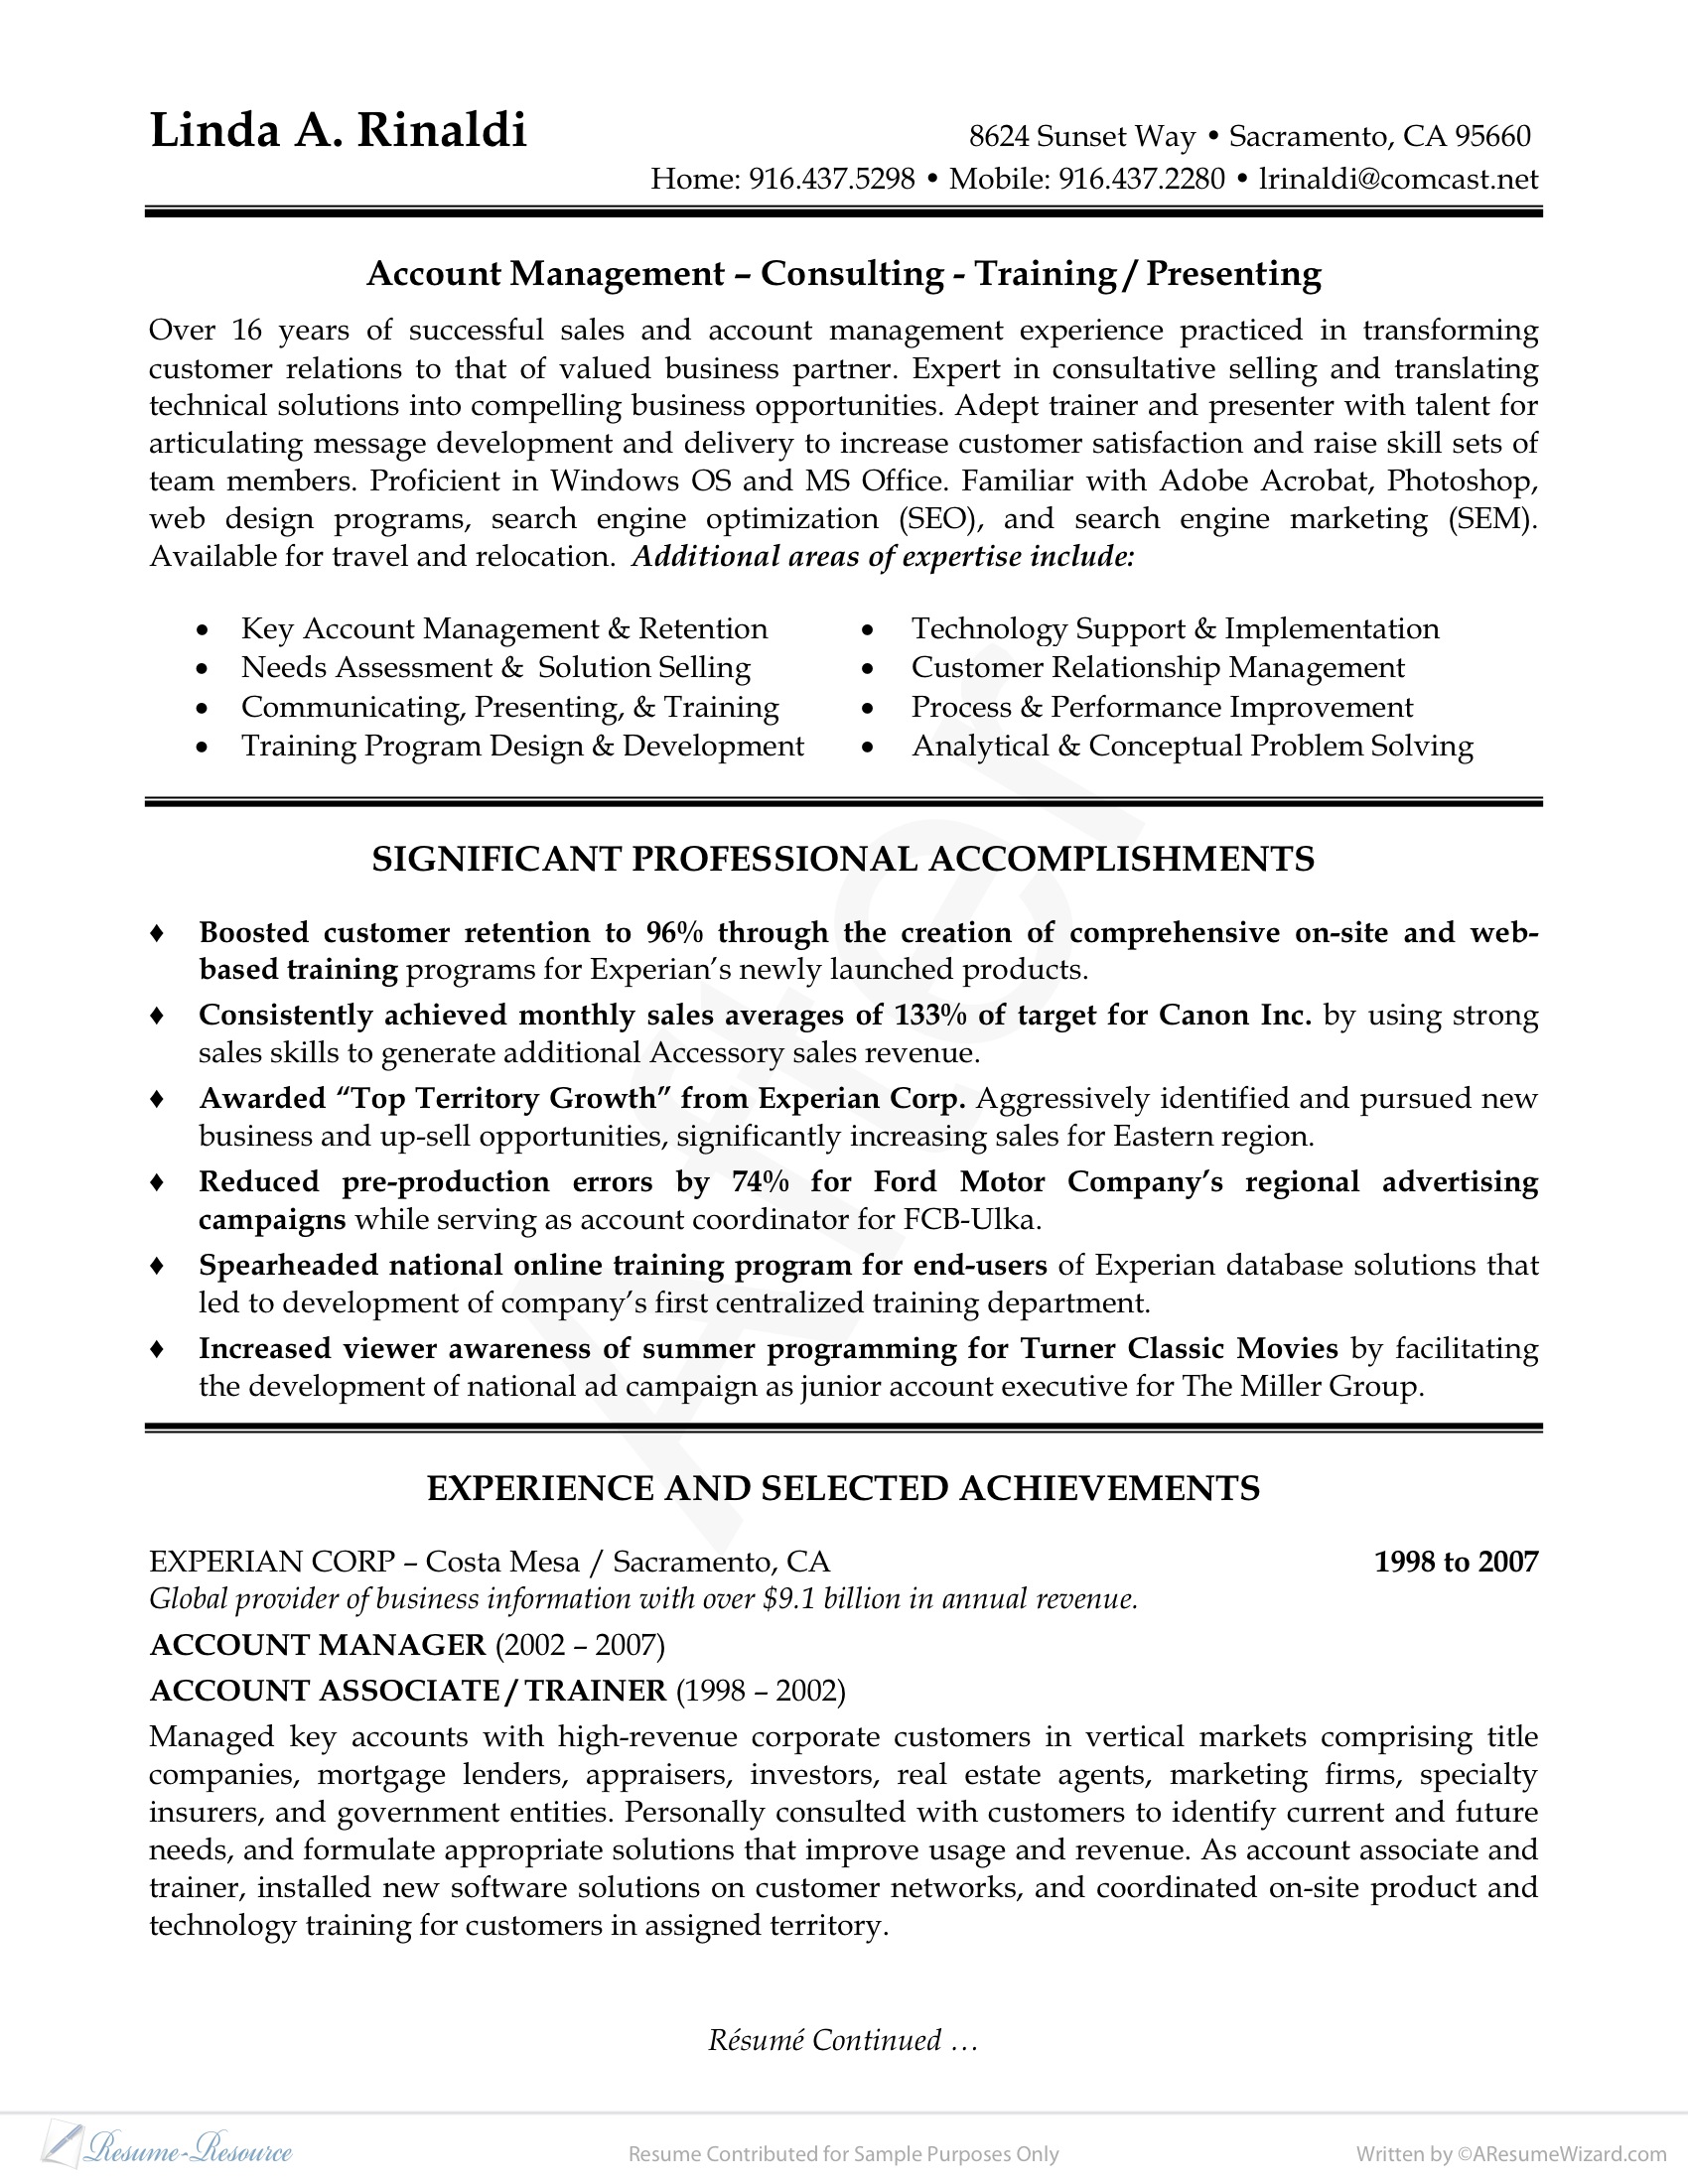 Linda A. Rinaldi
8624 Sunset Way • Sacramento, CA 95660
Home: 916.437.5298 • Mobile: 916.437.2280 • lrinaldi@comcast.net
Account Management – Consulting - Training / Presenting
Over 16 years of successful sales and account management experience practiced in transforming
customer relations to that of valued business partner. Expert in consultative selling and translating
technical solutions into compelling business opportunities. Adept trainer and presenter with talent for
articulating message development and delivery to increase customer satisfaction and raise skill sets of
team members. Proficient in Windows OS and MS Office. Familiar with Adobe Acrobat, Photoshop,
web design programs, search engine optimization (SEO), and search engine marketing (SEM).
Available for travel and relocation. Additional areas of expertise include:
• Key Account Management & Retention
• Needs Assessment & Solution Selling
• Communicating, Presenting, & Training
• Training Program Design & Development
• Technology Support & Implementation
• Customer Relationship Management
• Process & Performance Improvement
• Analytical & Conceptual Problem Solving
SIGNIFICANT PROFESSIONAL ACCOMPLISHMENTS
♦ Boosted customer retention to 96% through the creation of comprehensive on-site and web-
based training programs for Experian’s newly launched products.
♦ Consistently achieved monthly sales averages of 133% of target for Canon Inc. by using strong
sales skills to generate additional Accessory sales revenue.
♦ Awarded “Top Territory Growth” from Experian Corp. Aggressively identified and pursued new
business and up-sell opportunities, significantly increasing sales for Eastern region.
♦ Reduced pre-production errors by 74% for Ford Motor Company’s regional advertising
campaigns while serving as account coordinator for FCB-Ulka.
♦ Spearheaded national online training program for end-users of Experian database solutions that
led to development of company’s first centralized training department.
♦ Increased viewer awareness of summer programming for Turner Classic Movies by facilitating
the development of national ad campaign as junior account executive for The Miller Group.
EXPERIENCE AND SELECTED ACHIEVEMENTS
EXPERIAN CORP – Costa Mesa / Sacramento, CA 1998 to 2007
Global provider of business information with over $9.1 billion in annual revenue.
ACCOUNT MANAGER (2002 – 2007)
ACCOUNT ASSOCIATE / TRAINER (1998 – 2002)
Managed key accounts with high-revenue corporate customers in vertical markets comprising title
companies, mortgage lenders, appraisers, investors, real estate agents, marketing firms, specialty
insurers, and government entities. Personally consulted with customers to identify current and future
needs, and formulate appropriate solutions that improve usage and revenue. As account associate and
trainer, installed new software solutions on customer networks, and coordinated on-site product and
technology training for customers in assigned territory.
Résumé Continued …
After
Resume-Resource
Resume Contributed for Sample Purposes Only
Written by ©AResumeWizard.com